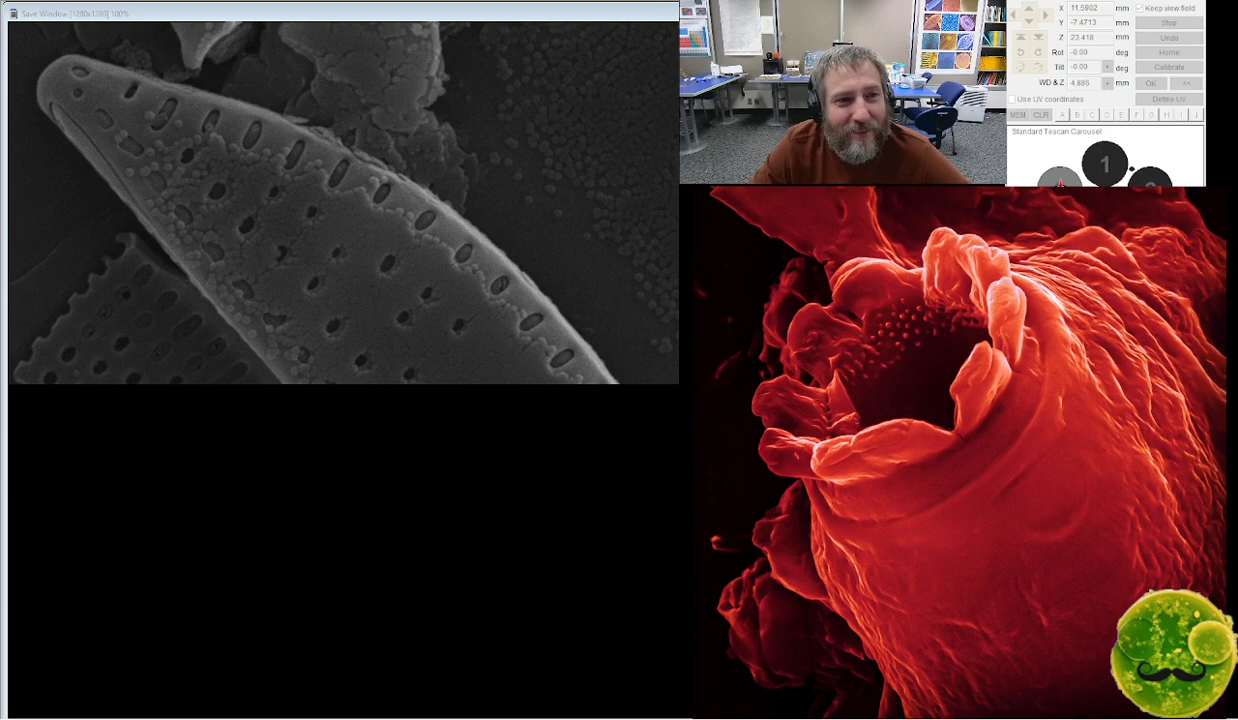 Save Window [1280x1280] 100%
X 11.5902 mm Keep view field
Y -7.4713 mm Stop
Z 23.418 mm Undo
Rot -0.00 deg Home
Tilt -0.00 deg Calibrate
WD & Z 4.886 mm OK <<
Use UV coordinates Define UV
MEM CLR A B C D E F G H I J
Standard Tescan Carousel
1